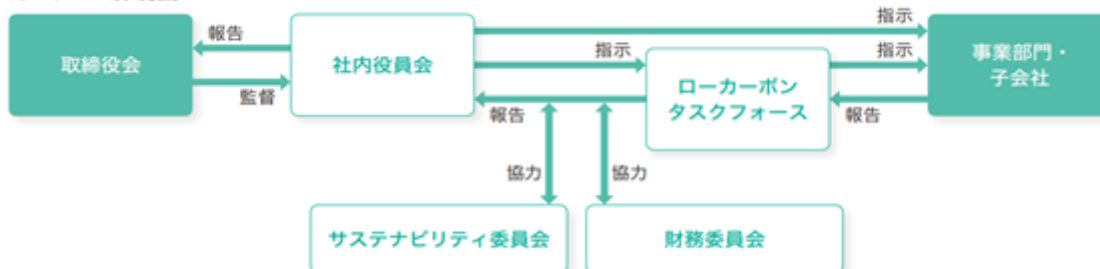 指示
報告
取締役会
社内役員会
指示
指示
事業部門・
子会社
ローカーボン
タスクフォース
監督
報告
報告
協力
協力
サステナビリティ委員会
財務委員会